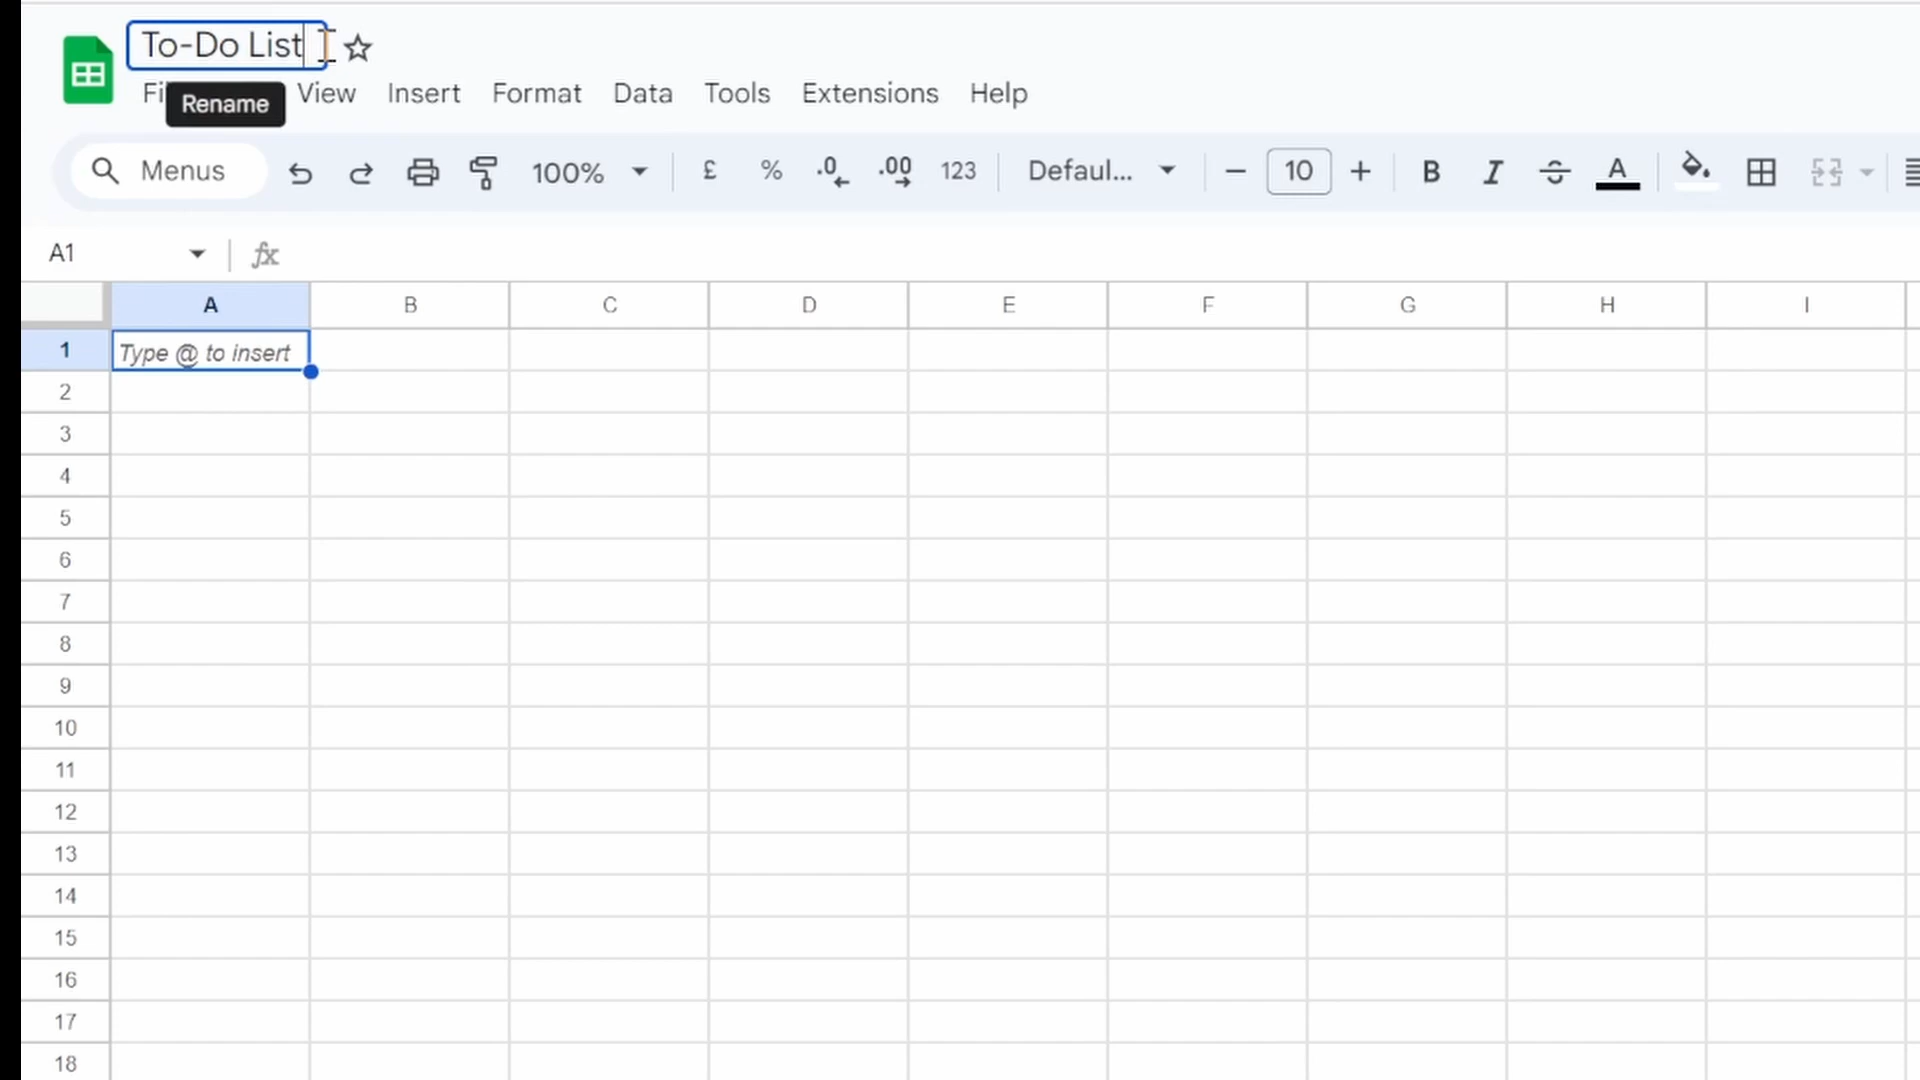 To-Do List
Fi View Insert Format Data Tools Extensions Help
Rename
Menus 100% £ % .0 .00 123 Defaul... 10 B I A
A1 fx
A B C D E F G H I
1 Type @ to insert
2
3
4
5
6
7
8
9
10
11
12
13
14
15
16
17
18